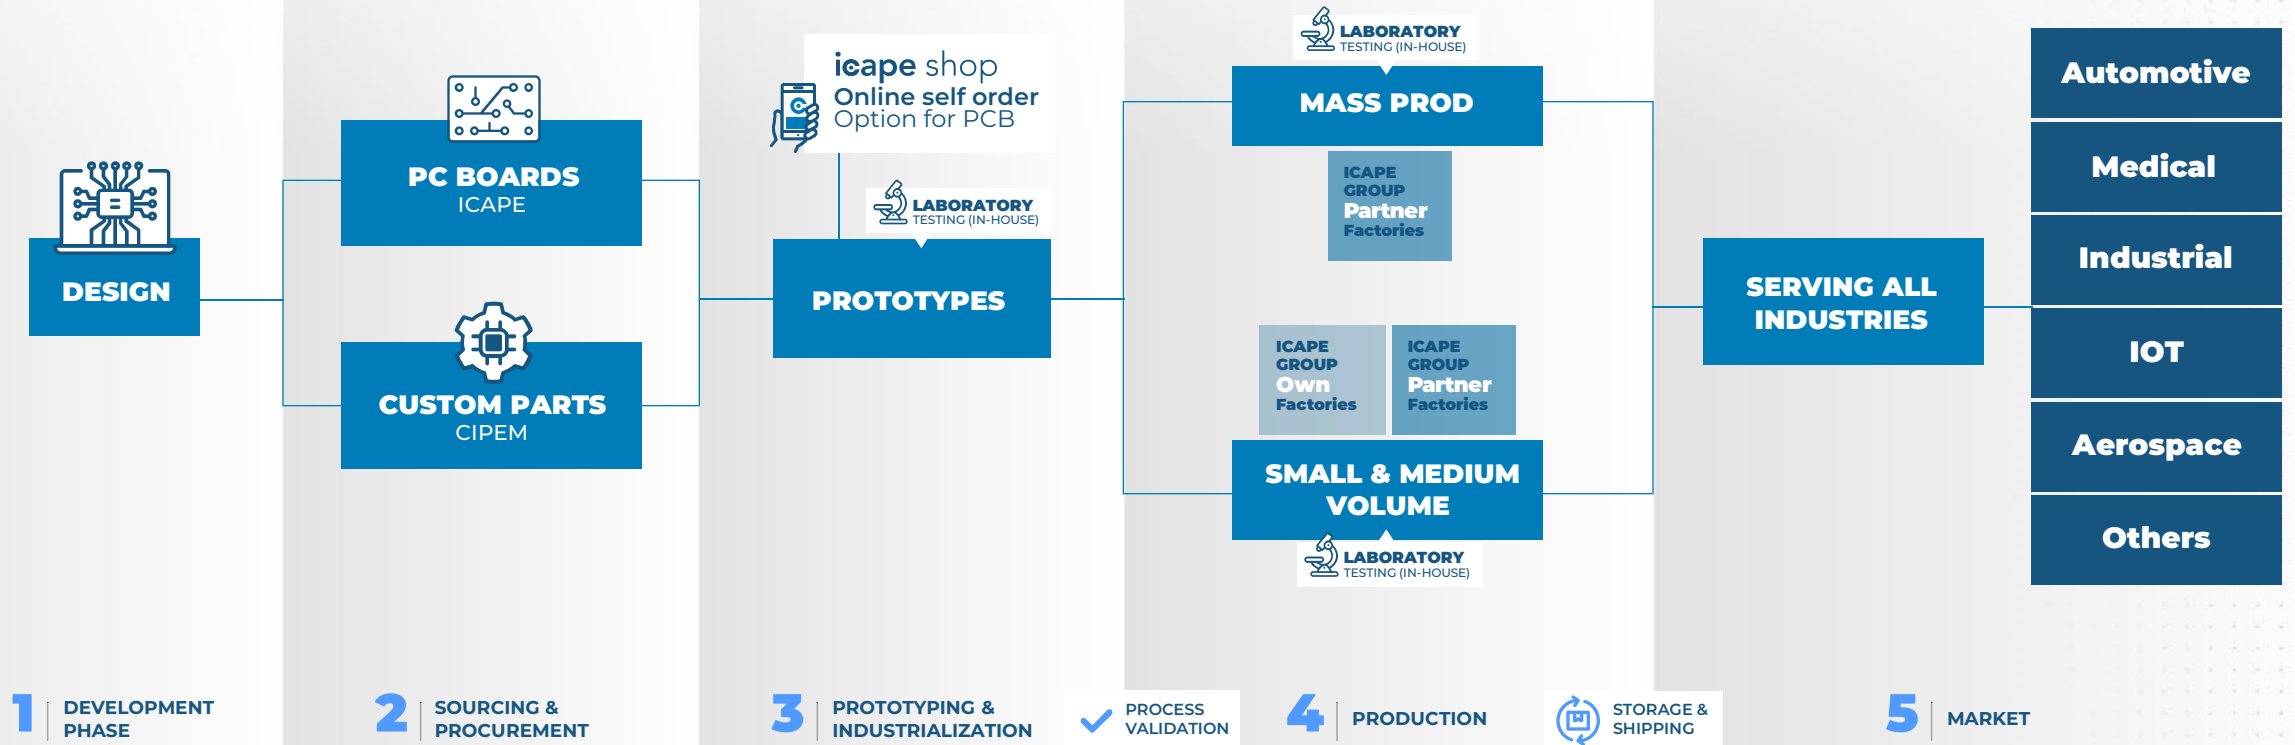 DESIGN
PC BOARDS
ICAPE
CUSTOM PARTS
CIPEM
icape shop
Online self order
Option for PCB
LABORATORY
TESTING (IN-HOUSE)
PROTOTYPES
LABORATORY
TESTING (IN-HOUSE)
MASS PROD
ICAPE
GROUP
Partner
Factories
ICAPE
GROUP
Own
Factories
ICAPE
GROUP
Partner
Factories
SMALL & MEDIUM
VOLUME
LABORATORY
TESTING (IN-HOUSE)
SERVING ALL
INDUSTRIES
Automotive
Medical
Industrial
IOT
Aerospace
Others
1
DEVELOPMENT
PHASE
2
SOURCING &
PROCUREMENT
3
PROTOTYPING &
INDUSTRIALIZATION
PROCESS
VALIDATION
4
PRODUCTION
STORAGE &
SHIPPING
5
MARKET